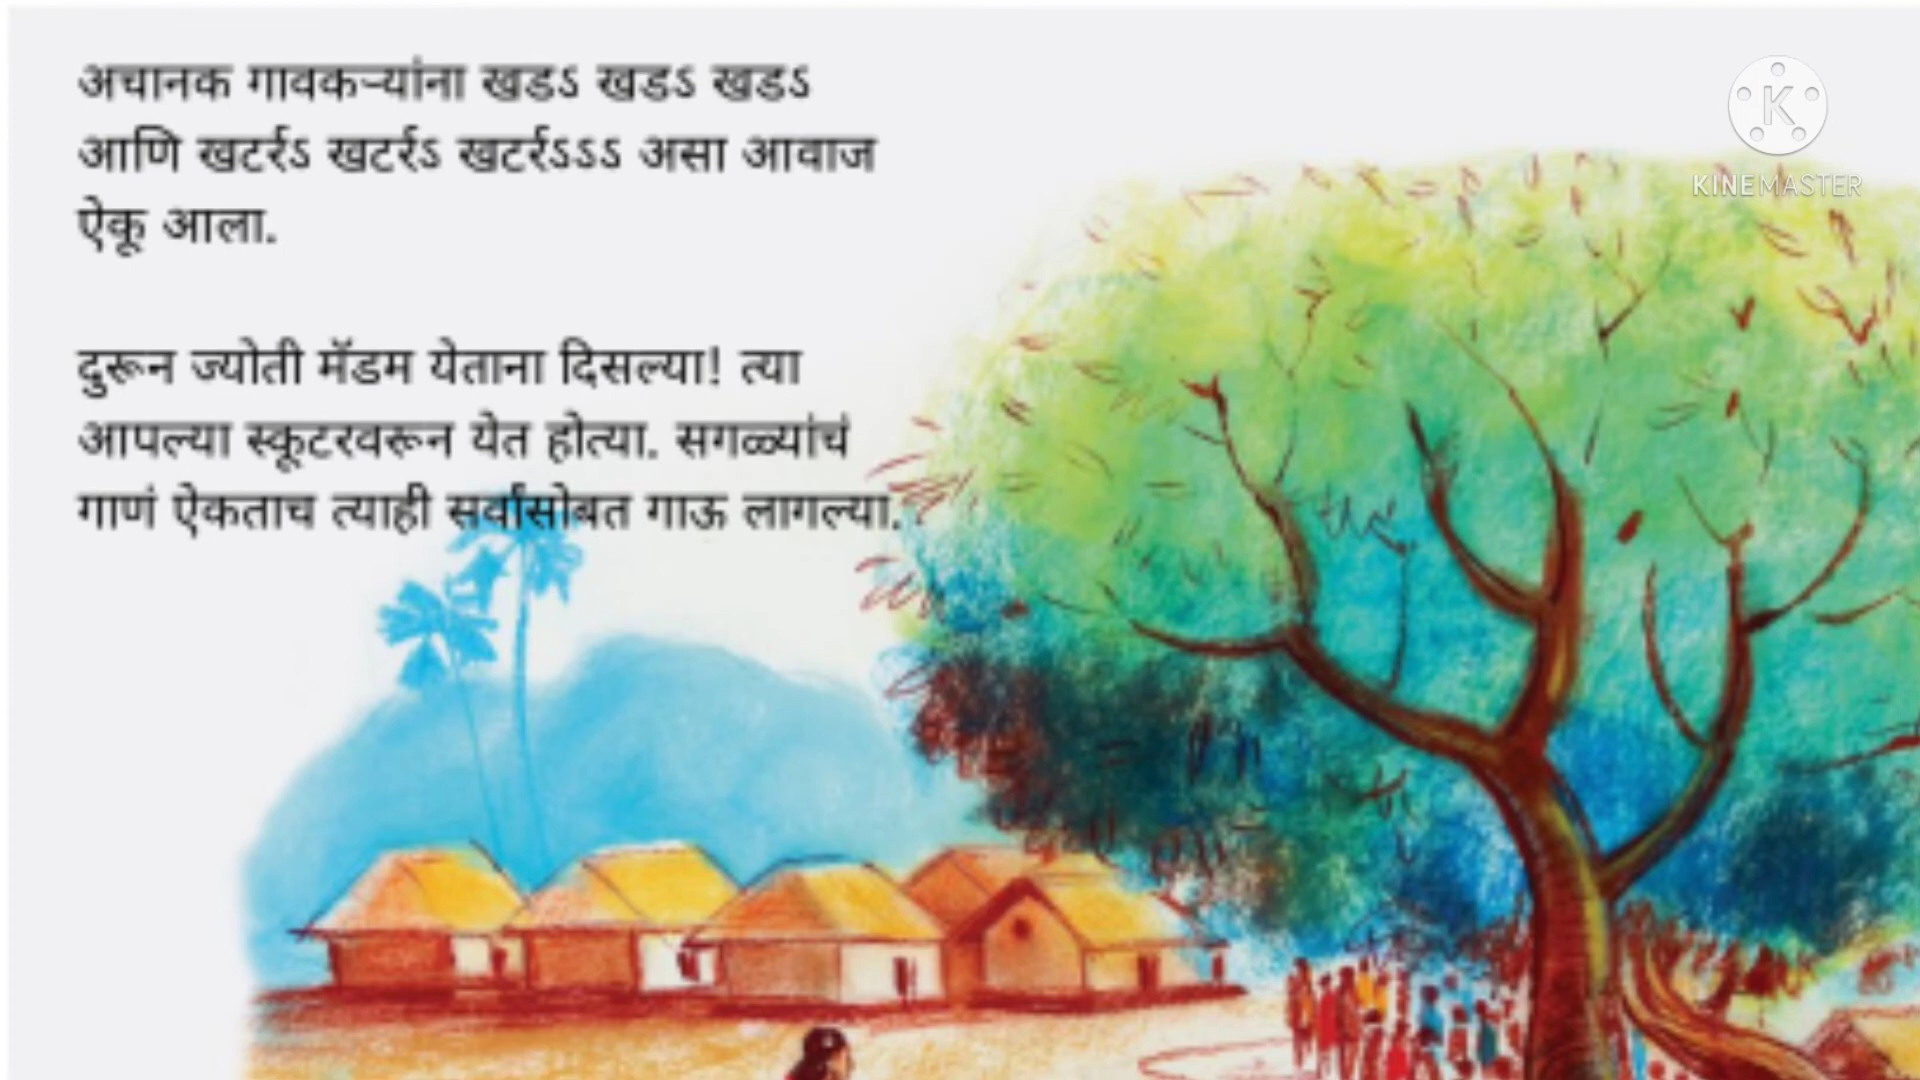 अचानक गावकऱ्यांना खडऽ खडऽ खडऽ
आणि खटर्रऽ खटर्रऽ खटर्रऽऽऽ असा आवाज
ऐकू आला.
दुरून ज्योती मॅडम येताना दिसल्या! त्या
आपल्या स्कूटरवरून येत होत्या. सगळ्यांचं
गाणं ऐकताच त्याही सर्वांसोबत गाऊ लागल्या.
K
KINEMASTER